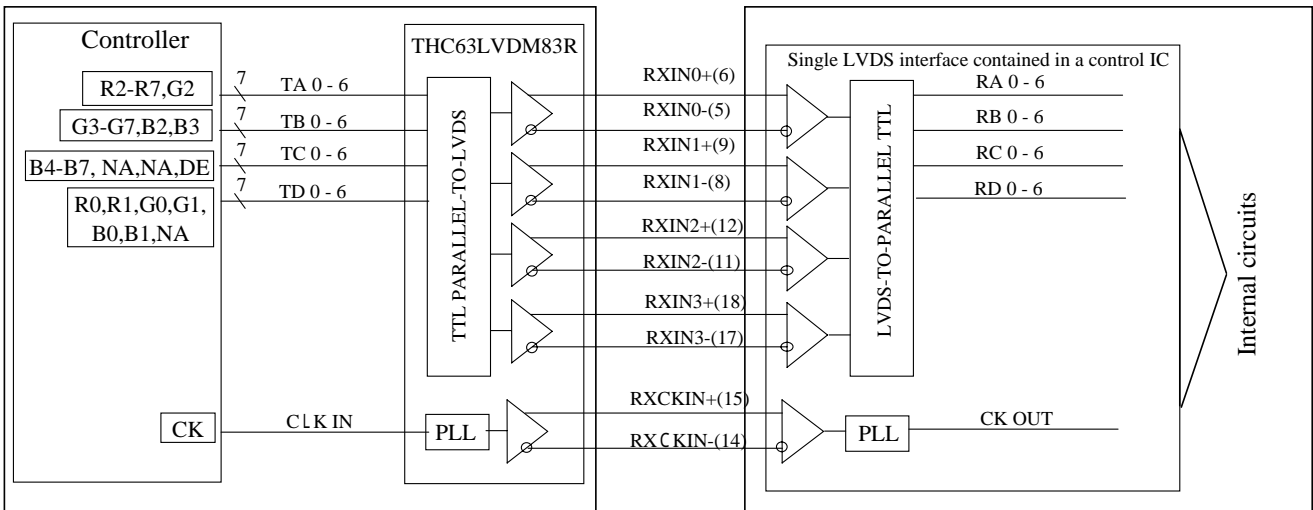 Controller
R2-R7,G2
G3-G7,B2,B3
B4-B7, NA,NA,DE
R0,R1,G0,G1,
B0,B1,NA
CK
7
TA 0 - 6
7
TB 0 - 6
7
TC 0 - 6
7
TD 0 - 6
CLK IN
THC63LVDM83R
TTL PARALLEL-TO-LVDS
PLL
RXIN0+(6)
RXIN0-(5)
RXIN1+(9)
RXIN1-(8)
RXIN2+(12)
RXIN2-(11)
RXIN3+(18)
RXIN3-(17)
RXCKIN+(15)
RXCKIN-(14)
Single LVDS interface contained in a control IC
LVDS-TO-PARALLEL TTL
PLL
RA 0 - 6
RB 0 - 6
RC 0 - 6
RD 0 - 6
CK OUT
Internal circuits